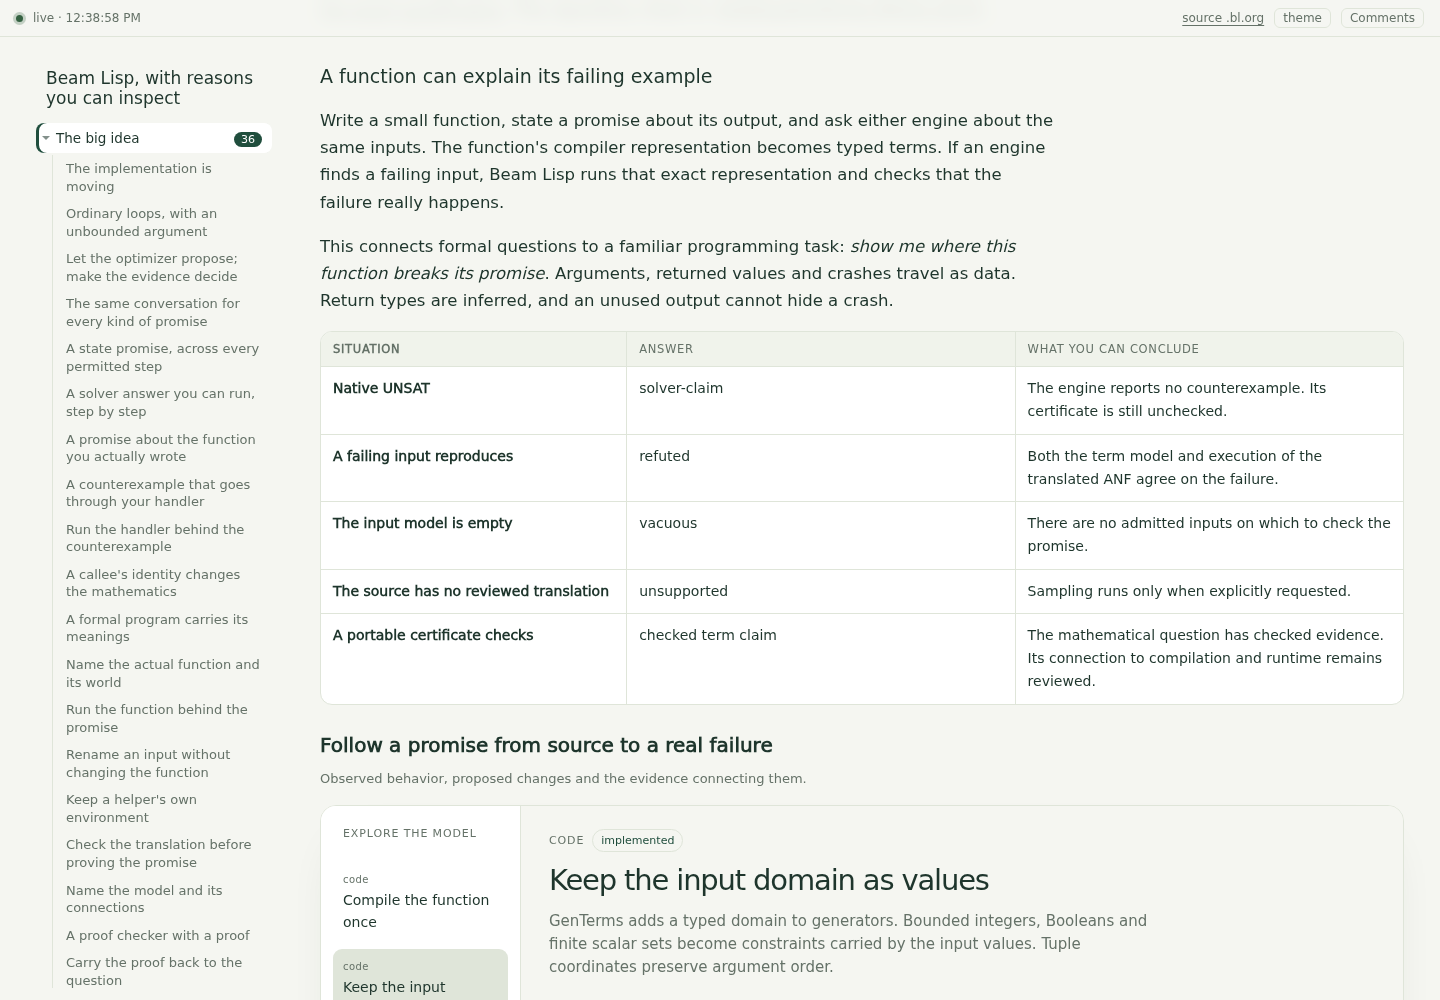 live · 12:38:58 PM
source .bl.org
theme
Comments
Beam Lisp, with reasons
you can inspect
The big idea
36
The implementation is
moving
Ordinary loops, with an
unbounded argument
Let the optimizer propose;
make the evidence decide
The same conversation for
every kind of promise
A state promise, across every
permitted step
A solver answer you can run,
step by step
A promise about the function
you actually wrote
A counterexample that goes
through your handler
Run the handler behind the
counterexample
A callee's identity changes
the mathematics
A formal program carries its
meanings
Name the actual function and
its world
Run the function behind the
promise
Rename an input without
changing the function
Keep a helper's own
environment
Check the translation before
proving the promise
Name the model and its
connections
A proof checker with a proof
Carry the proof back to the
question
A function can explain its failing example
Write a small function, state a promise about its output, and ask either engine about the
same inputs. The function's compiler representation becomes typed terms. If an engine
finds a failing input, Beam Lisp runs that exact representation and checks that the
failure really happens.
This connects formal questions to a familiar programming task: show me where this
function breaks its promise. Arguments, returned values and crashes travel as data.
Return types are inferred, and an unused output cannot hide a crash.
SITUATION
ANSWER
WHAT YOU CAN CONCLUDE
Native UNSAT
solver-claim
The engine reports no counterexample. Its
certificate is still unchecked.
A failing input reproduces
refuted
Both the term model and execution of the
translated ANF agree on the failure.
The input model is empty
vacuous
There are no admitted inputs on which to check the
promise.
The source has no reviewed translation
unsupported
Sampling runs only when explicitly requested.
A portable certificate checks
checked term claim
The mathematical question has checked evidence.
Its connection to compilation and runtime remains
reviewed.
Follow a promise from source to a real failure
Observed behavior, proposed changes and the evidence connecting them.
EXPLORE THE MODEL
code
Compile the function
once
code
Keep the input
CODE
implemented
Keep the input domain as values
GenTerms adds a typed domain to generators. Bounded integers, Booleans and
finite scalar sets become constraints carried by the input values. Tuple
coordinates preserve argument order.